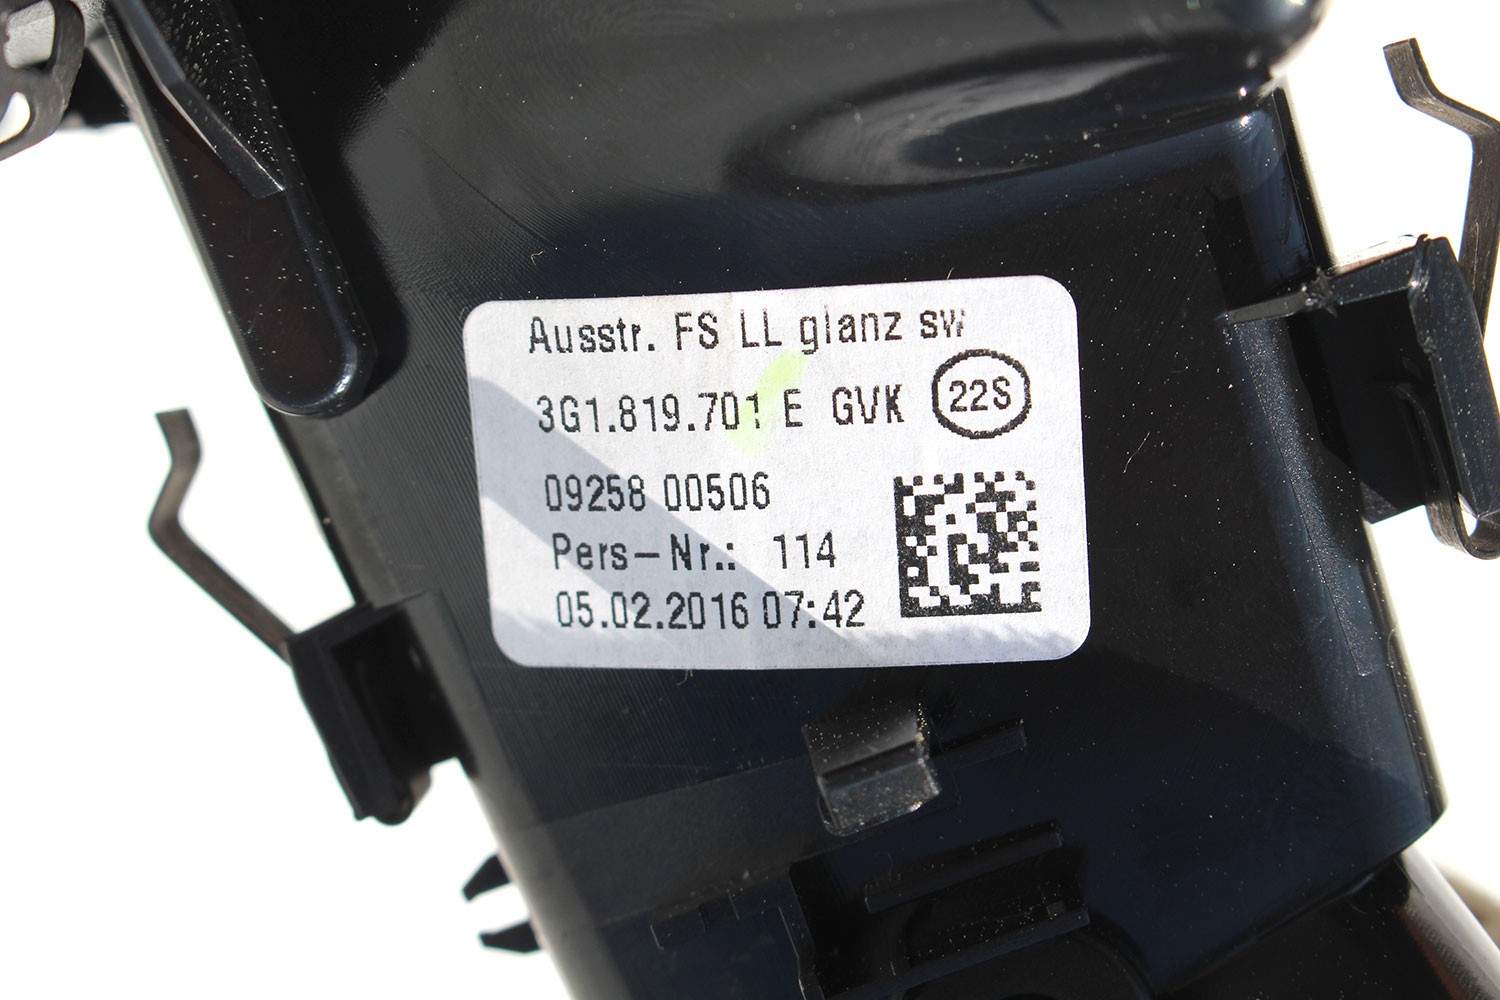 Ausstr. FS LL glanz sw
3G1.819.701 E GVK 22S
09258 00506
Pers-Nr.: 114
05.02.2016 07:42